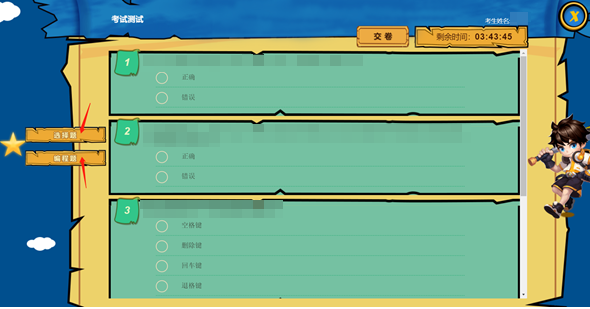 考试测试
考生姓名:
交 卷
剩余时间: 03:43:45
1
正确
错误
选择题
编程题
2
正确
错误
3
空格键
删除键
回车键
退格键